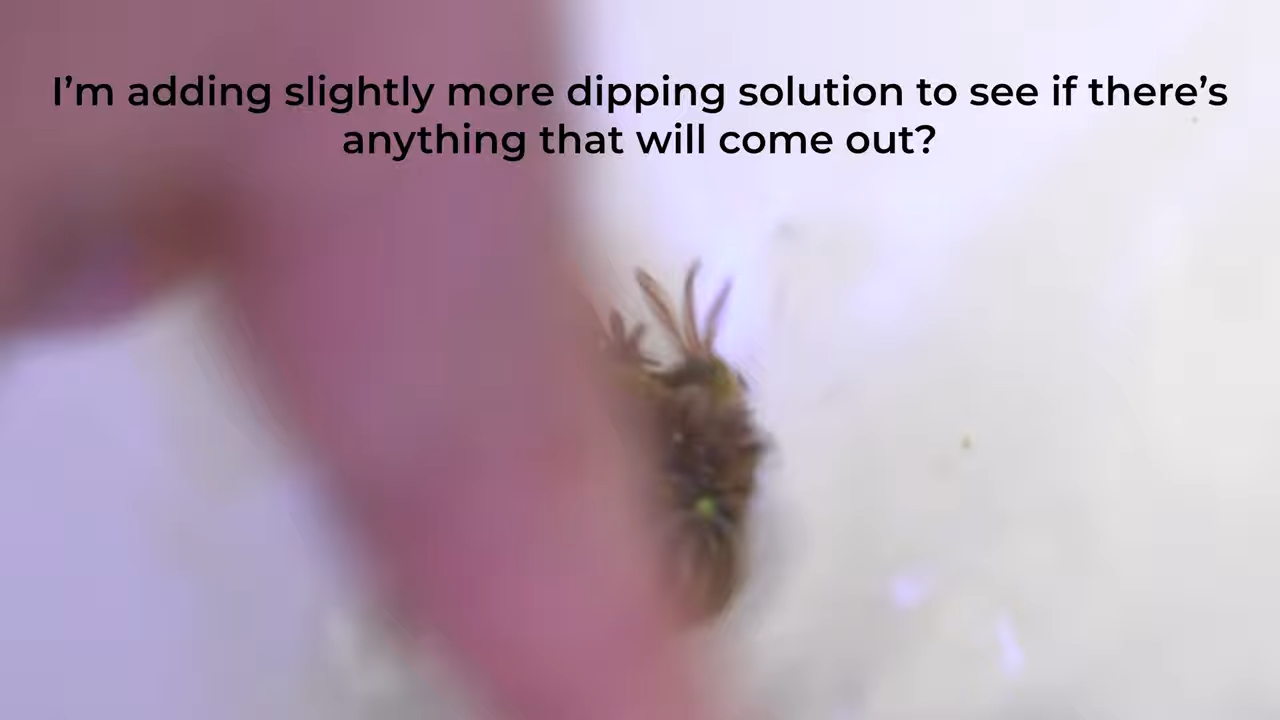 I’m adding slightly more dipping solution to see if there’s
anything that will come out?